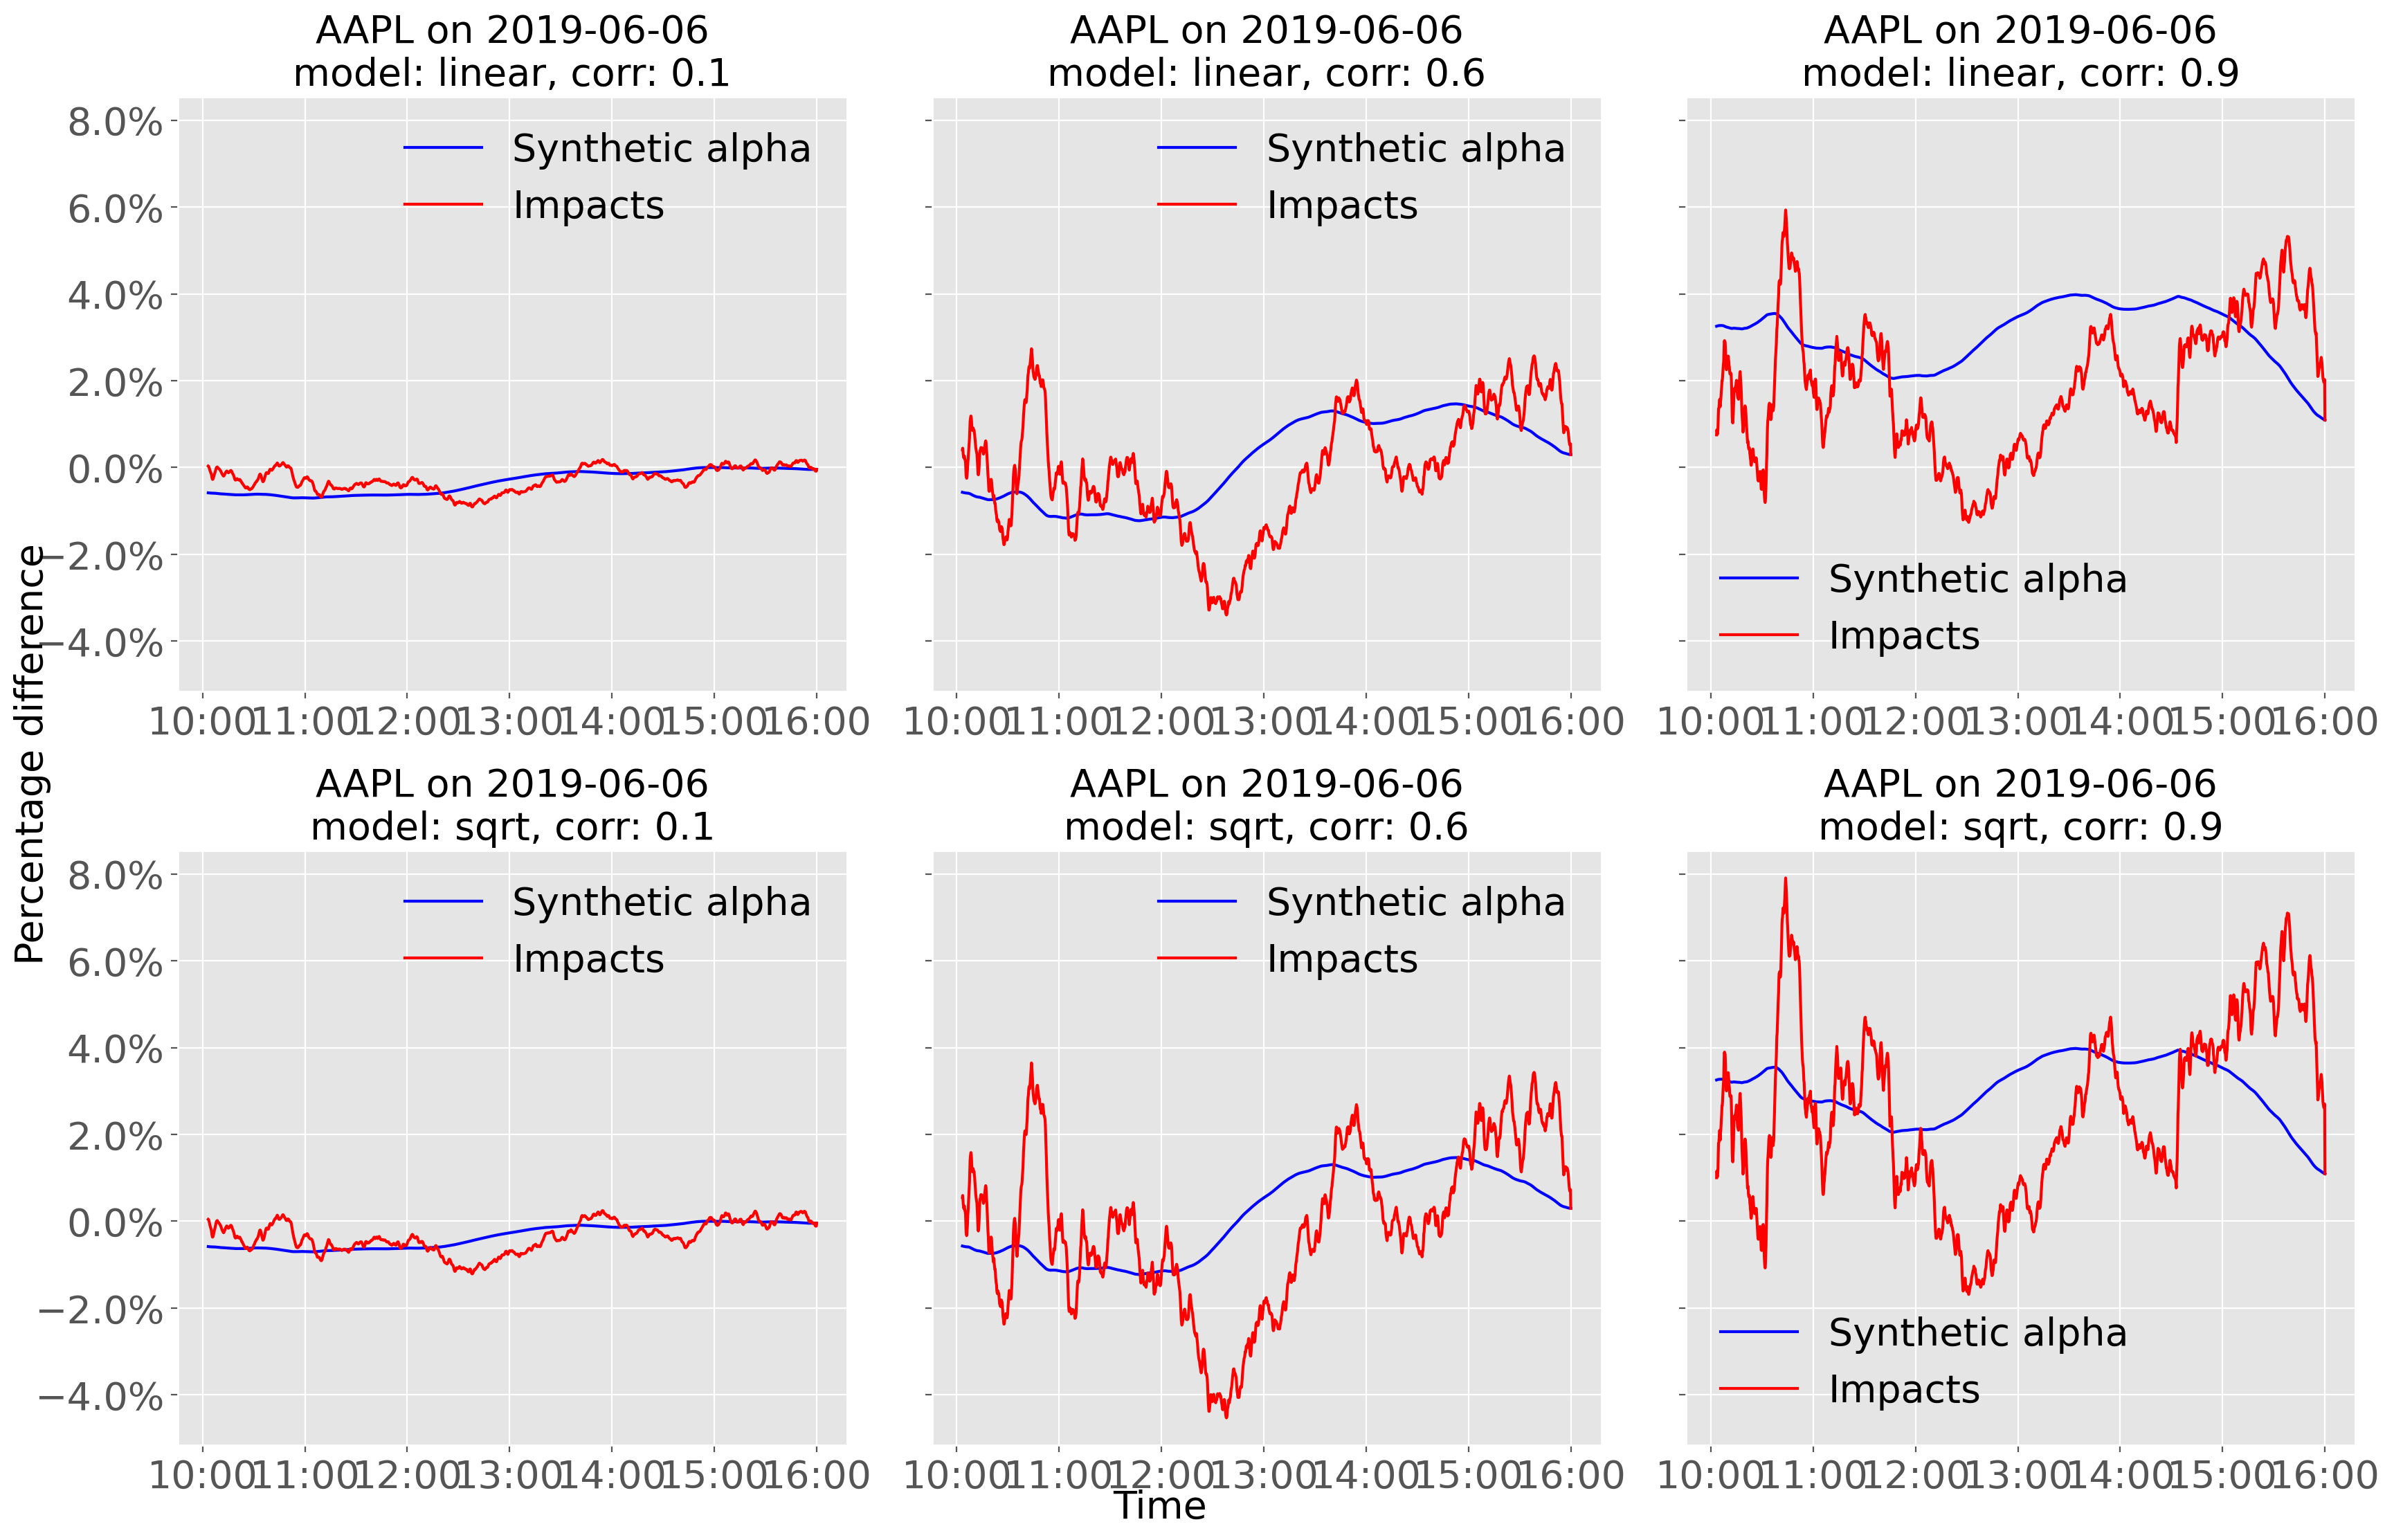 AAPL on 2019-06-06
model: linear, corr: 0.1
AAPL on 2019-06-06
model: linear, corr: 0.6
AAPL on 2019-06-06
model: linear, corr: 0.9
8.0%
6.0%
4.0%
2.0%
0.0%
−2.0%
−4.0%
Synthetic alpha
Impacts
Synthetic alpha
Impacts
Synthetic alpha
Impacts
10:00 11:00 12:00 13:00 14:00 15:00 16:00
10:00 11:00 12:00 13:00 14:00 15:00 16:00
10:00 11:00 12:00 13:00 14:00 15:00 16:00
Percentage difference
AAPL on 2019-06-06
model: sqrt, corr: 0.1
AAPL on 2019-06-06
model: sqrt, corr: 0.6
AAPL on 2019-06-06
model: sqrt, corr: 0.9
8.0%
6.0%
4.0%
2.0%
0.0%
−2.0%
−4.0%
Synthetic alpha
Impacts
Synthetic alpha
Impacts
Synthetic alpha
Impacts
10:00 11:00 12:00 13:00 14:00 15:00 16:00
10:00 11:00 12:00 13:00 14:00 15:00 16:00
10:00 11:00 12:00 13:00 14:00 15:00 16:00
Time